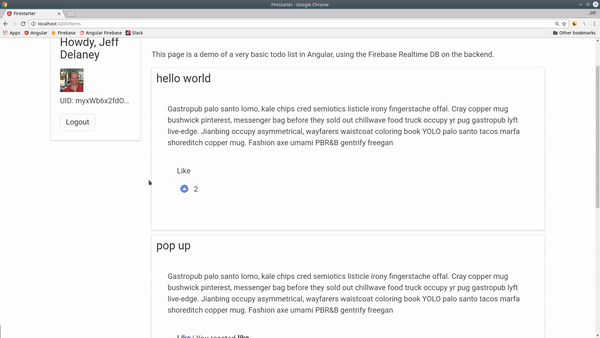 Firestarter - Google Chrome
Firestarter
Jeff
localhost:4200/items
Apps Angular Firebase Angular Firebase Slack Other bookmarks
Howdy, Jeff
Delaney
UID: myxWb6x2fdO...
Logout
This page is a demo of a very basic todo list in Angular, using the Firebase Realtime DB on the backend.
hello world
Gastropub palo santo lomo, kale chips cred semiotics listicle irony fingerstache offal. Cray copper mug
bushwick pinterest, messenger bag before they sold out chillwave food truck occupy yr pug gastropub lyft
live-edge. Jianbing occupy asymmetrical, wayfarers waistcoat coloring book YOLO palo santo tacos marfa
shoreditch copper mug. Fashion axe umami PBR&B gentrify freegan
Like
2
pop up
Gastropub palo santo lomo, kale chips cred semiotics listicle irony fingerstache offal. Cray copper mug
bushwick pinterest, messenger bag before they sold out chillwave food truck occupy yr pug gastropub lyft
live-edge. Jianbing occupy asymmetrical, wayfarers waistcoat coloring book YOLO palo santo tacos marfa
shoreditch copper mug. Fashion axe umami PBR&B gentrify freegan
Like | You reacted like